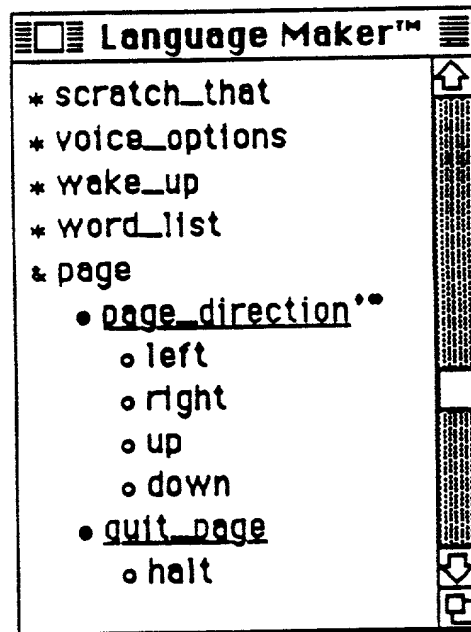 Language Maker™
* scratch_that
* voice_options
* wake_up
* word_list
& page
• page_direction'∞
o left
o right
o up
o down
• quit_page
o halt